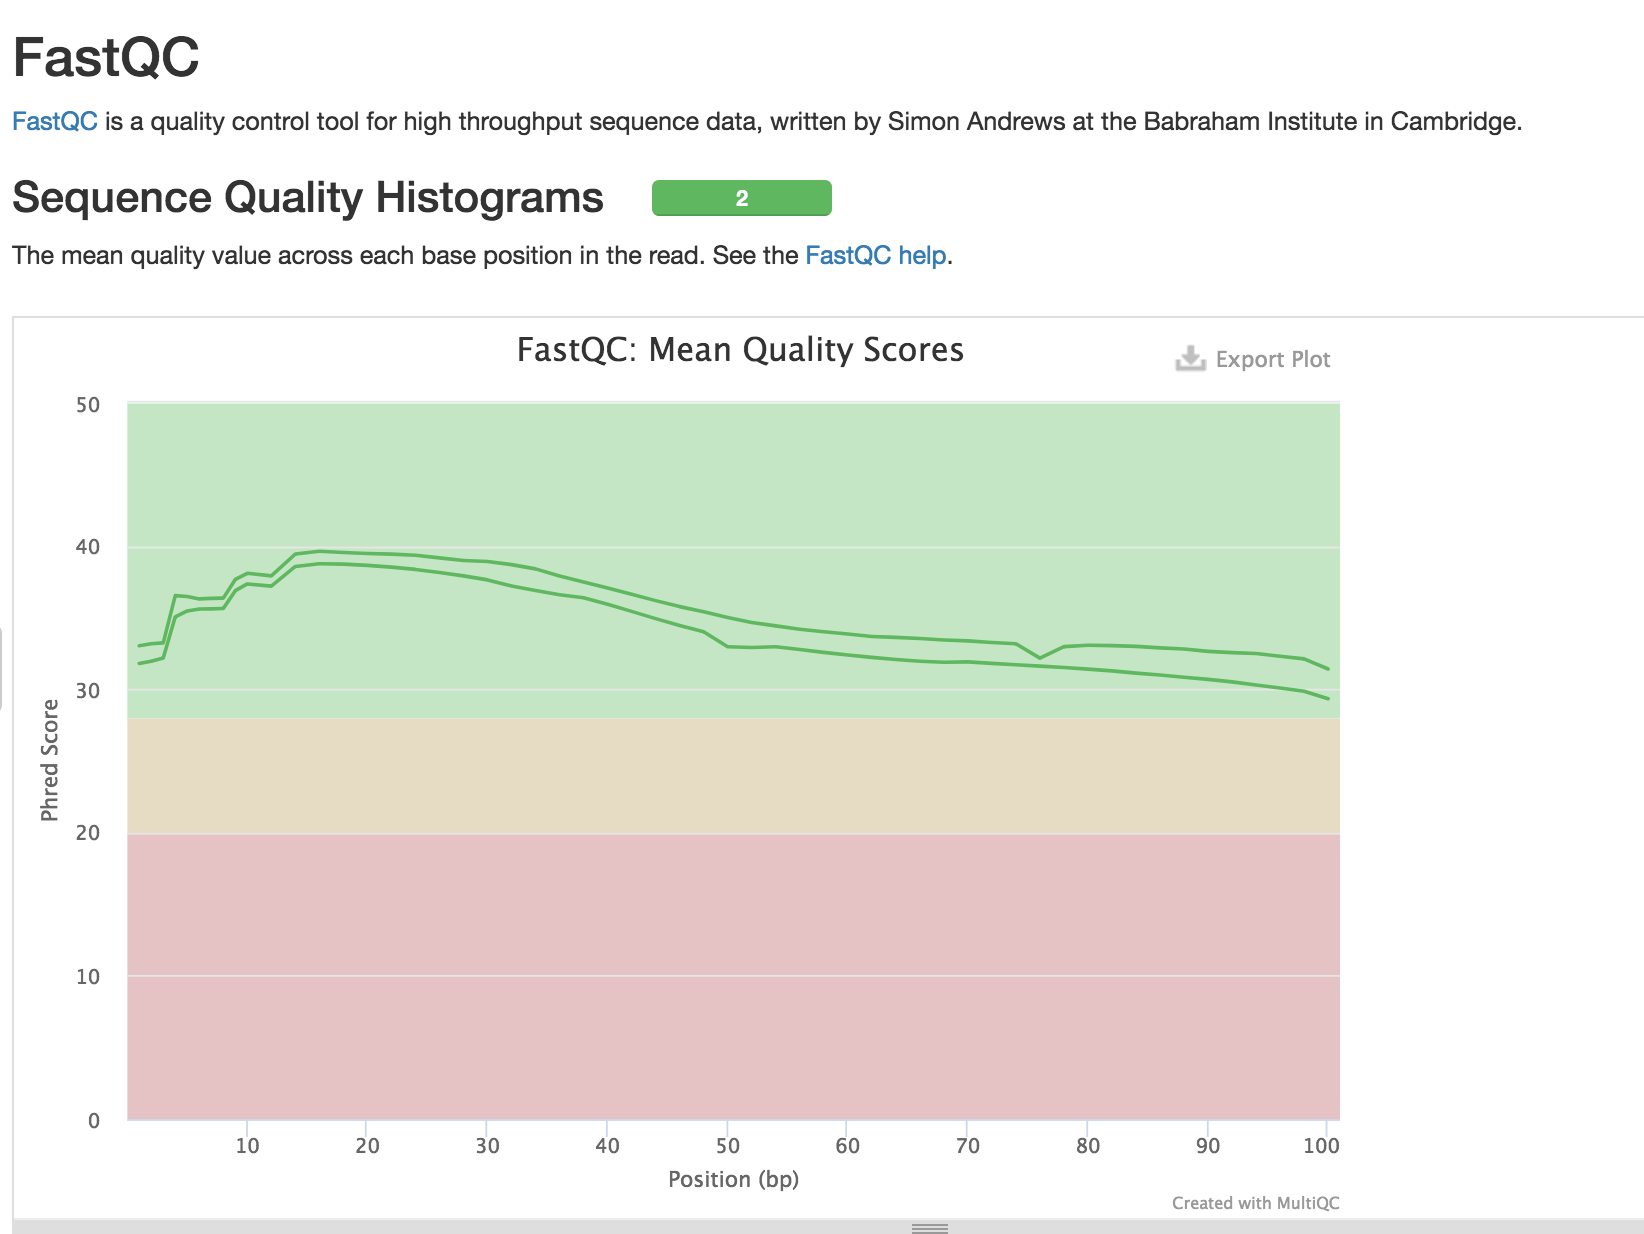 FastQC
FastQC is a quality control tool for high throughput sequence data, written by Simon Andrews at the Babraham Institute in Cambridge.
Sequence Quality Histograms 2
The mean quality value across each base position in the read. See the FastQC help.
FastQC: Mean Quality Scores
Export Plot
50
40
30
20
10
0
Phred Score
10 20 30 40 50 60 70 80 90 100
Position (bp)
Created with MultiQC